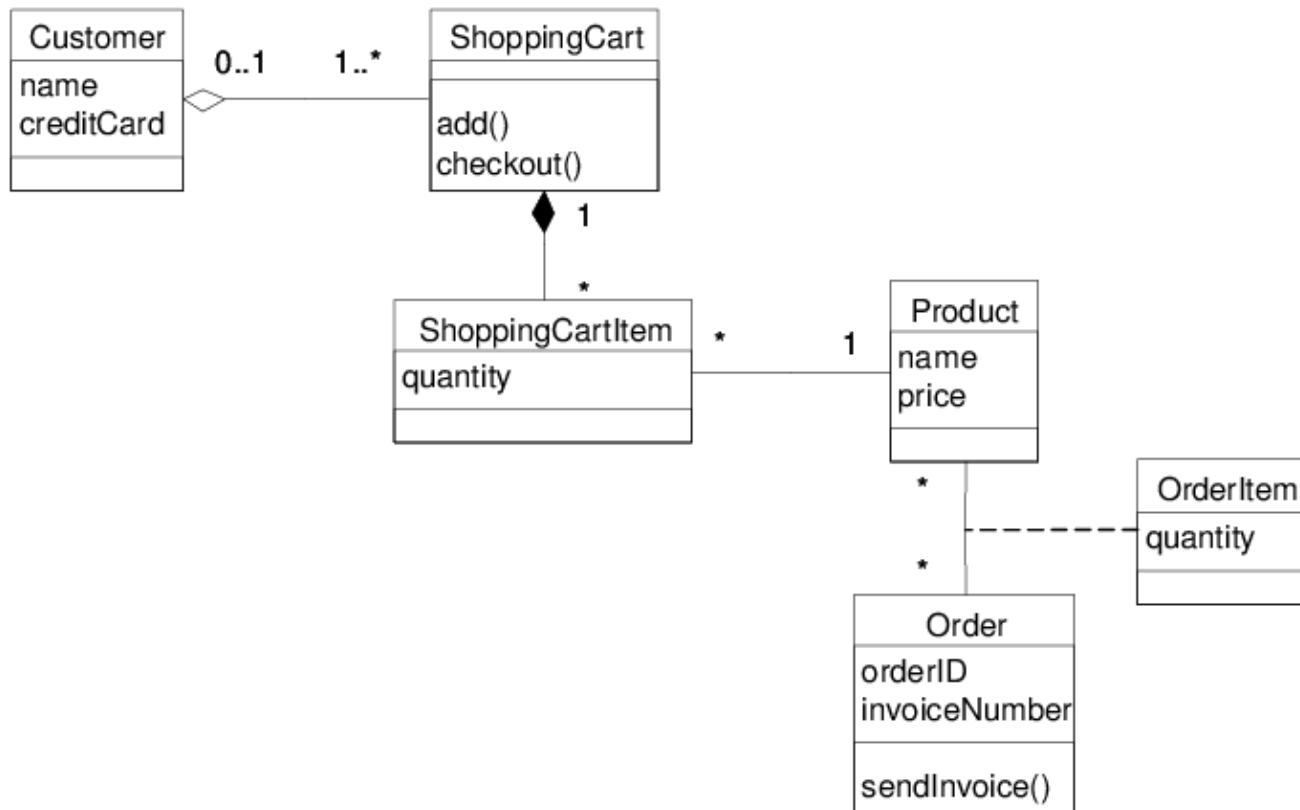 Customer
name
creditCard
0..1
1..*
ShoppingCart
add()
checkout()
1
*
ShoppingCartItem
quantity
*
1
Product
name
price
*
*
OrderItem
quantity
Order
orderID
invoiceNumber
sendInvoice()